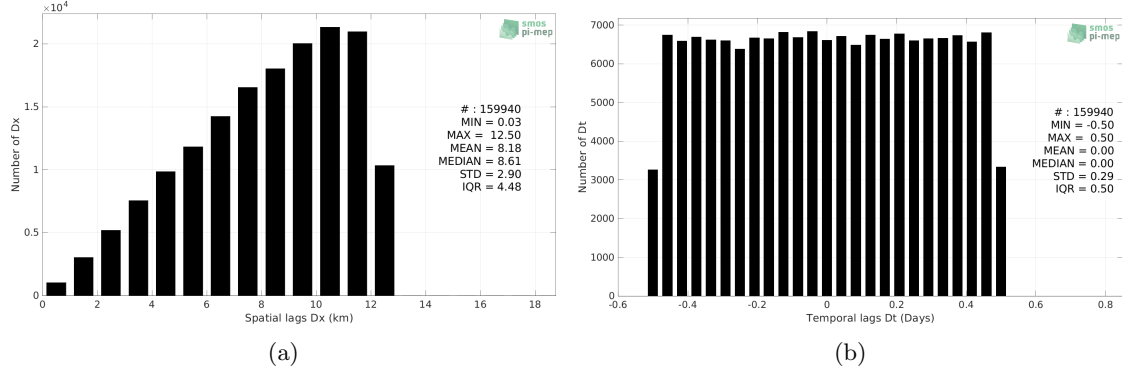 ×10⁴
2
1.5
1
0.5
0
Number of Dx
smos
pi-mep
# : 159940
MIN = 0.03
MAX = 12.50
MEAN = 8.18
MEDIAN = 8.61
STD = 2.90
IQR = 4.48
0 2 4 6 8 10 12 14 16 18
Spatial lags Dx (km)
(a)
7000
6000
5000
4000
3000
2000
1000
0
Number of Dt
smos
pi-mep
# : 159940
MIN = -0.50
MAX = 0.50
MEAN = 0.00
MEDIAN = 0.00
STD = 0.29
IQR = 0.50
-0.6 -0.4 -0.2 0 0.2 0.4 0.6 0.8
Temporal lags Dt (Days)
(b)